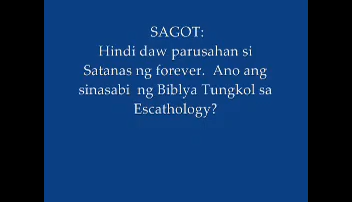 SAGOT:
Hindi daw parusahan si
Satanas ng forever.  Ano ang
sinasabi  ng Biblya Tungkol sa
Escathology?